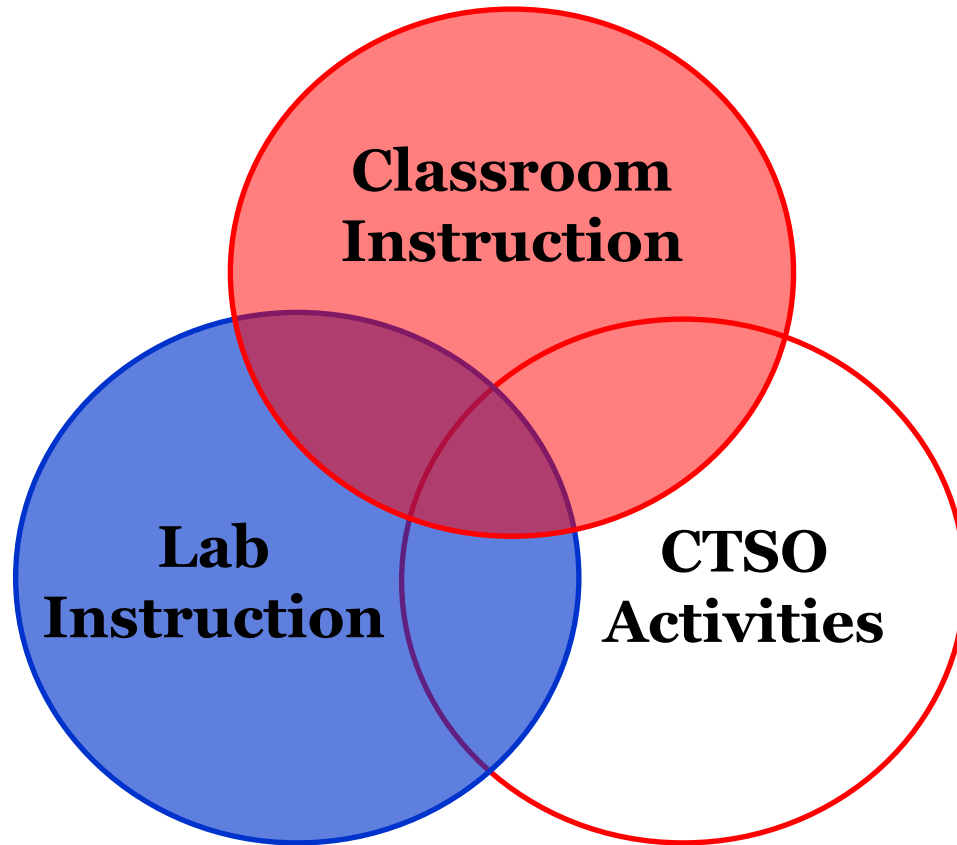 Classroom
Instruction
Lab
Instruction
CTSO
Activities